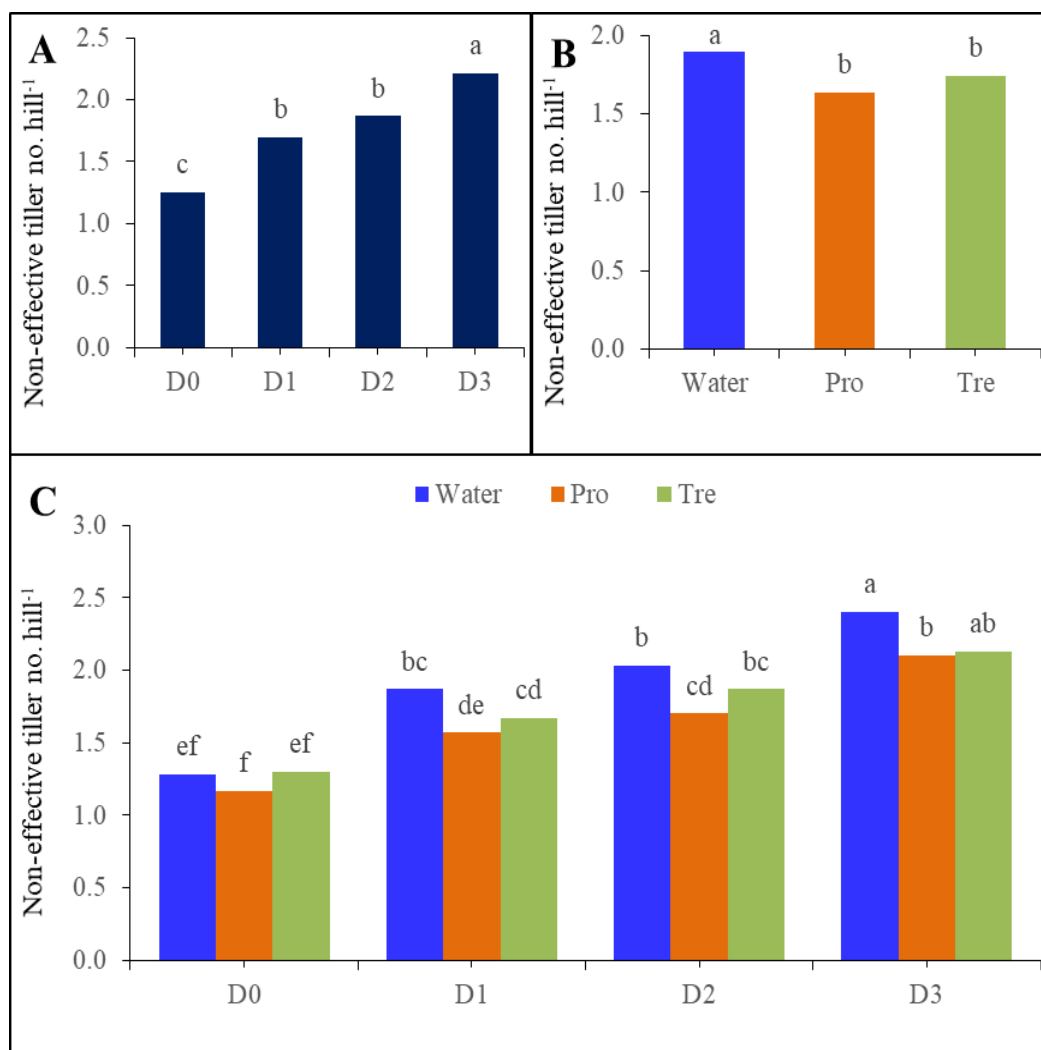 A
Non-effective tiller no. hill⁻¹
2.5
2.0
1.5
1.0
0.5
0.0
c
b
b
a
D0 D1 D2 D3
B
Non-effective tiller no. hill⁻¹
2.0
1.5
1.0
0.5
0.0
a
b
b
Water Pro Tre
C
Water Pro Tre
Non-effective tiller no. hill⁻¹
3.0
2.5
2.0
1.5
1.0
0.5
0.0
ef f ef
bc de cd
b cd bc
a b ab
D0 D1 D2 D3